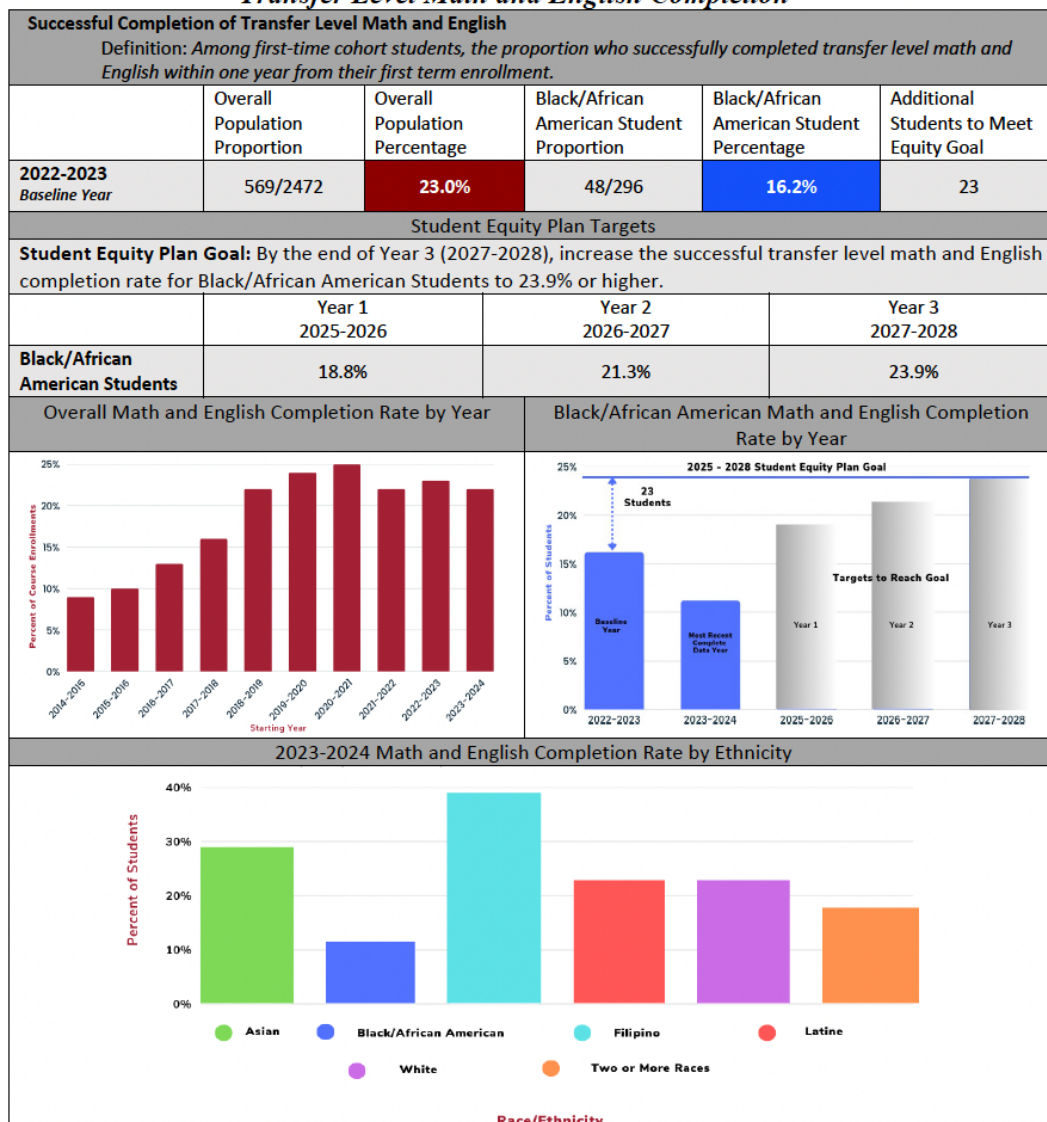 Transfer Level Math and English Completion
Successful Completion of Transfer Level Math and English
Definition: Among first-time cohort students, the proportion who successfully completed transfer level math and
English within one year from their first term enrollment.
Overall Population Proportion
Overall Population Percentage
Black/African American Student Proportion
Black/African American Student Percentage
Additional Students to Meet Equity Goal
2022-2023
Baseline Year
569/2472
23.0%
48/296
16.2%
23
Student Equity Plan Targets
Student Equity Plan Goal: By the end of Year 3 (2027-2028), increase the successful transfer level math and English
completion rate for Black/African American Students to 23.9% or higher.
Year 1
2025-2026
Year 2
2026-2027
Year 3
2027-2028
Black/African
American Students
18.8%
21.3%
23.9%
Overall Math and English Completion Rate by Year
Black/African American Math and English Completion
Rate by Year
Percent of Course Enrollments
25%
20%
15%
10%
5%
0%
2014-2015
2015-2016
2016-2017
2017-2018
2018-2019
2019-2020
2020-2021
2021-2022
2022-2023
2023-2024
Starting Year
Percent of Students
2025 - 2028 Student Equity Plan Goal
25%
20%
15%
10%
5%
0%
23
Students
Targets to Reach Goal
Baseline
Year
Most Recent
Complete
Data Year
Year 1
Year 2
Year 3
2022-2023
2023-2024
2025-2026
2026-2027
2027-2028
2023-2024 Math and English Completion Rate by Ethnicity
Percent of Students
40%
30%
20%
10%
0%
Asian
Black/African American
Filipino
Latine
White
Two or More Races
Race/Ethnicity